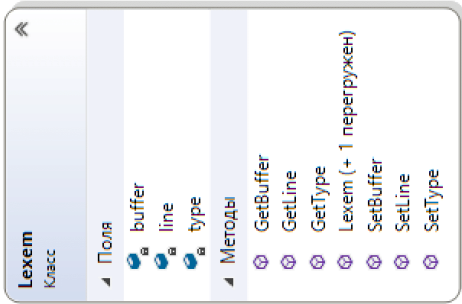 Lexem
Класс
Поля
buffer
line
type
Методы
GetBuffer
GetLine
GetType
Lexem (+ 1 перегружен)
SetBuffer
SetLine
SetType